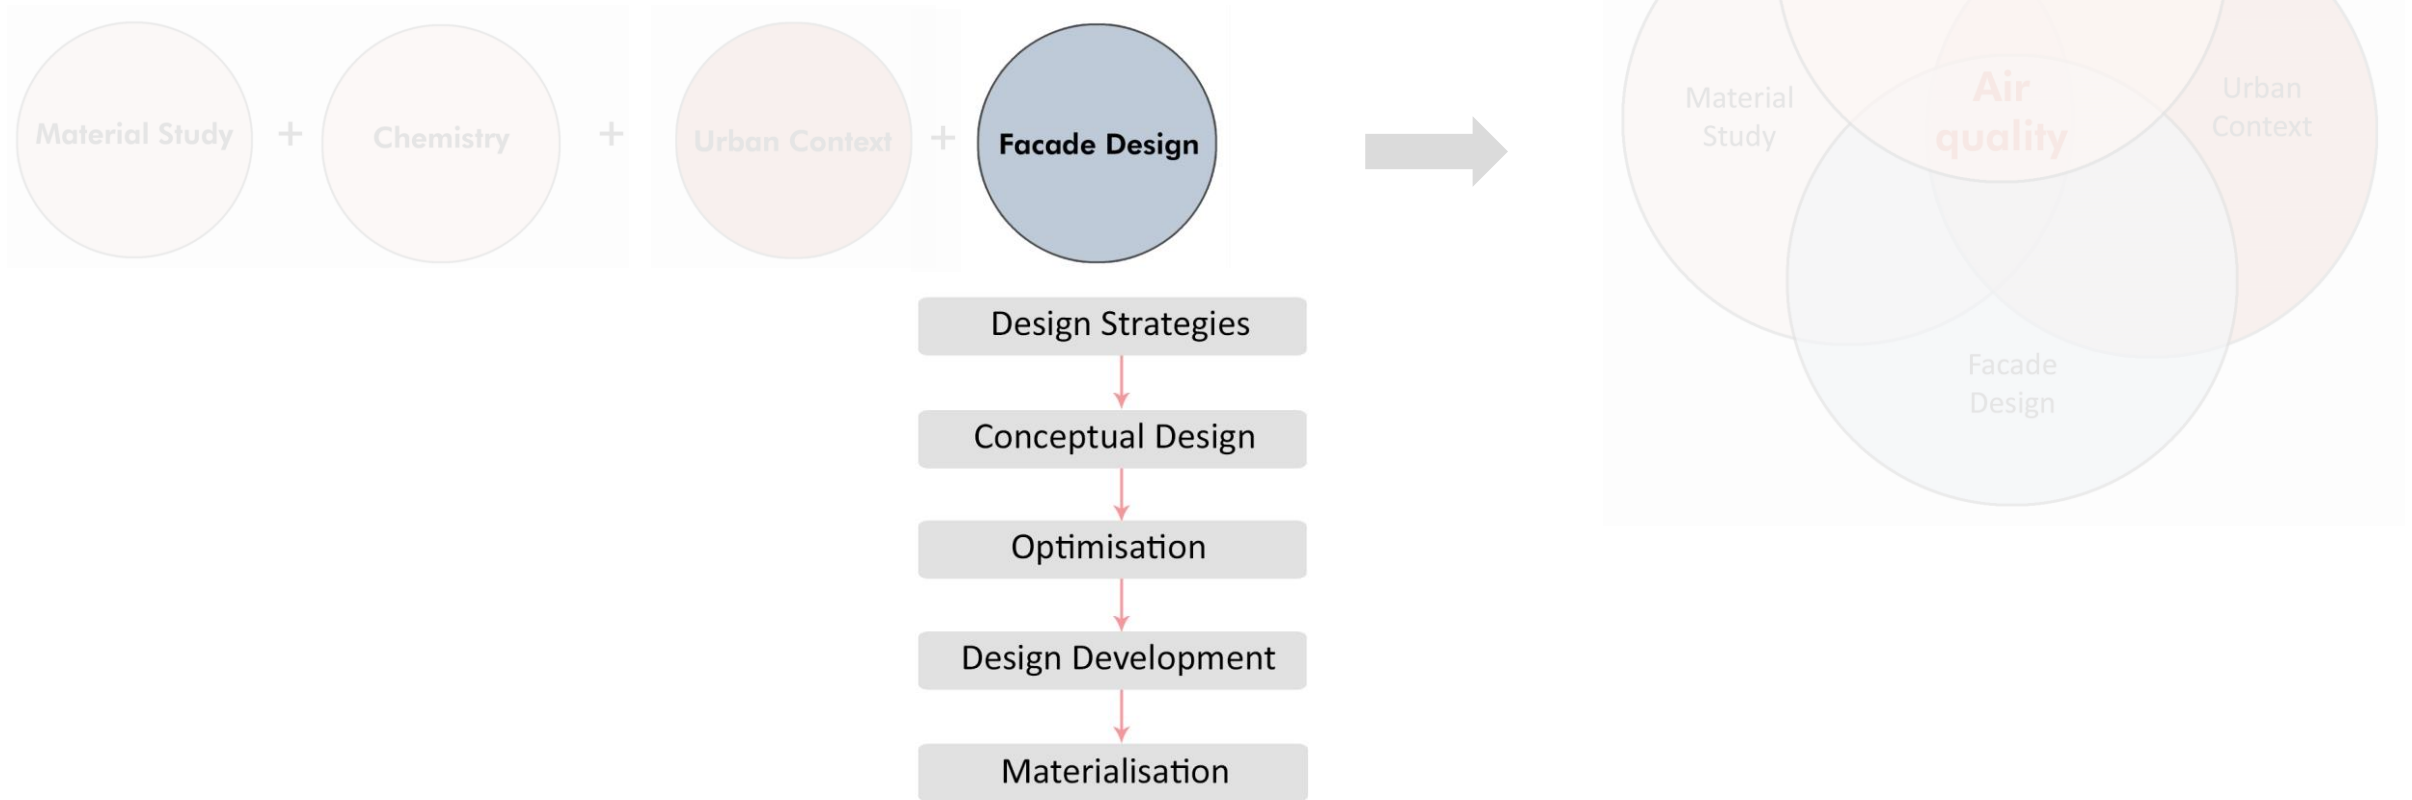 Material Study + Chemistry + Urban Context + Facade Design
Design Strategies
Conceptual Design
Optimisation
Design Development
Materialisation
Material
Study
Air
quality
Urban
Context
Facade
Design